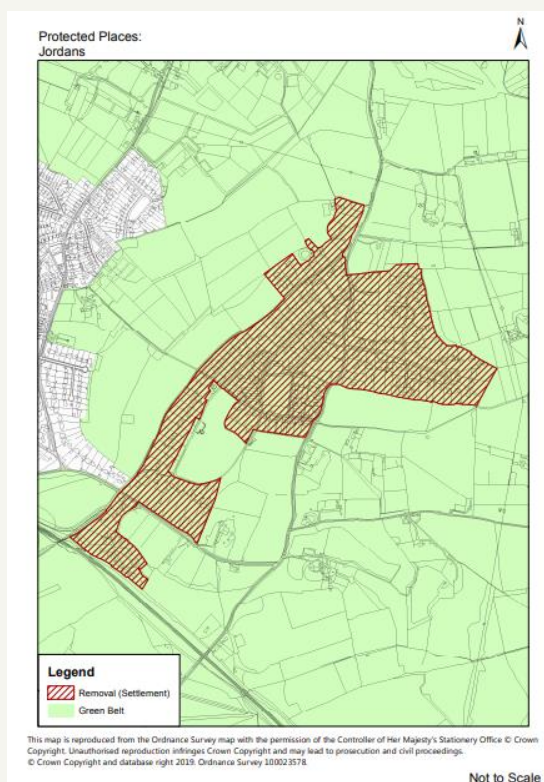 Protected Places:
Jordans
N
Legend
Removal (Settlement)
Green Belt
This map is reproduced from the Ordnance Survey map with the permission of the Controller of Her Majesty's Stationery Office © Crown
Copyright. Unauthorised reproduction infringes Crown Copyright and may lead to prosecution and civil proceedings.
© Crown Copyright and database right 2019. Ordnance Survey 100023578.
Not to Scale